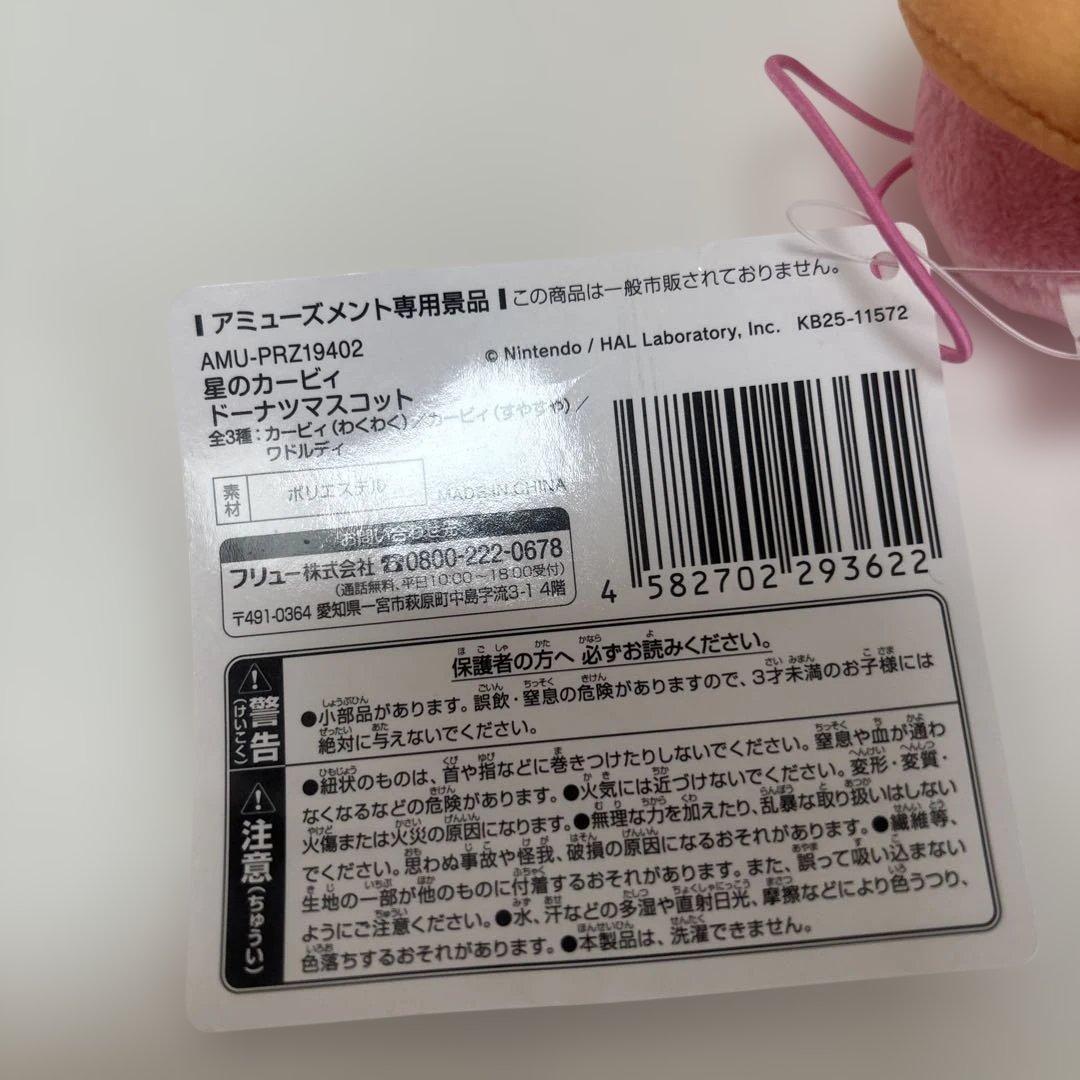 アミューズメント専用景品 この商品は一般市販されておりません。
AMU-PRZ19402
© Nintendo / HAL Laboratory, Inc. KB25-11572
星のカービィ
ドーナツマスコット
全3種：カービィ（わくわく）／カービィ（すやすや）／
ワドルディ
素材 ポリエステル MADE IN CHINA
お問い合わせ先
フリュー株式会社 ☎0800-222-0678
（通話無料、平日10:00～18:00受付）
〒491-0364 愛知県一宮市萩原町中島字流3-1 4階
4 582702 293622
保護者の方へ 必ずお読みください。
警告（けいこく）
●小部品があります。誤飲・窒息の危険がありますので、3才未満のお子様には
絶対に与えないでください。
注意（ちゅうい）
●紐状のものは、首や指などに巻きつけたりしないでください。窒息や血が通わ
なくなるなどの危険があります。●火気には近づけないでください。変形・変質・
火傷または火災の原因になります。●無理な力を加えたり、乱暴な取り扱いはしない
でください。思わぬ事故や怪我、破損の原因になるおそれがあります。●繊維等、
生地の一部が他のものに付着するおそれがあります。また、誤って吸い込まない
ようにご注意ください。●水、汗などの多湿や直射日光、摩擦などにより色うつり、
色落ちするおそれがあります。●本製品は、洗濯できません。